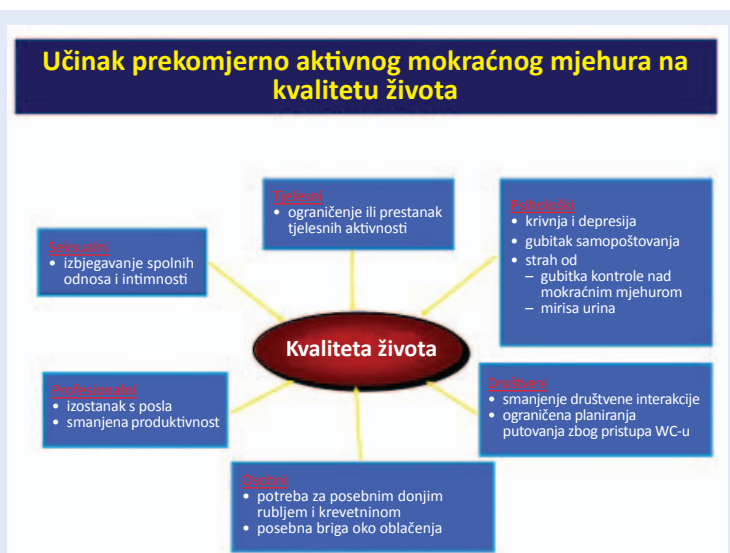 Učinak prekomjerno aktivnog mokraćnog mjehura na
kvalitetu života
Tjelesni
• ograničenje ili prestanak
tjelesnih aktivnosti
Psihološki
• krivnja i depresija
• gubitak samopoštovanja
• strah od
– gubitka kontrole nad
mokraćnim mjehurom
– mirisa urina
Seksualni
• izbjegavanje spolnih
odnosa i intimnosti
Kvaliteta života
Profesionalni
• izostanak s posla
• smanjena produktivnost
Društveni
• smanjenje društvene interakcije
• ograničena planiranja
putovanja zbog pristupa WC-u
Osobni
• potreba za posebnim donjim
rubljem i krevetninom
• posebna briga oko oblačenja